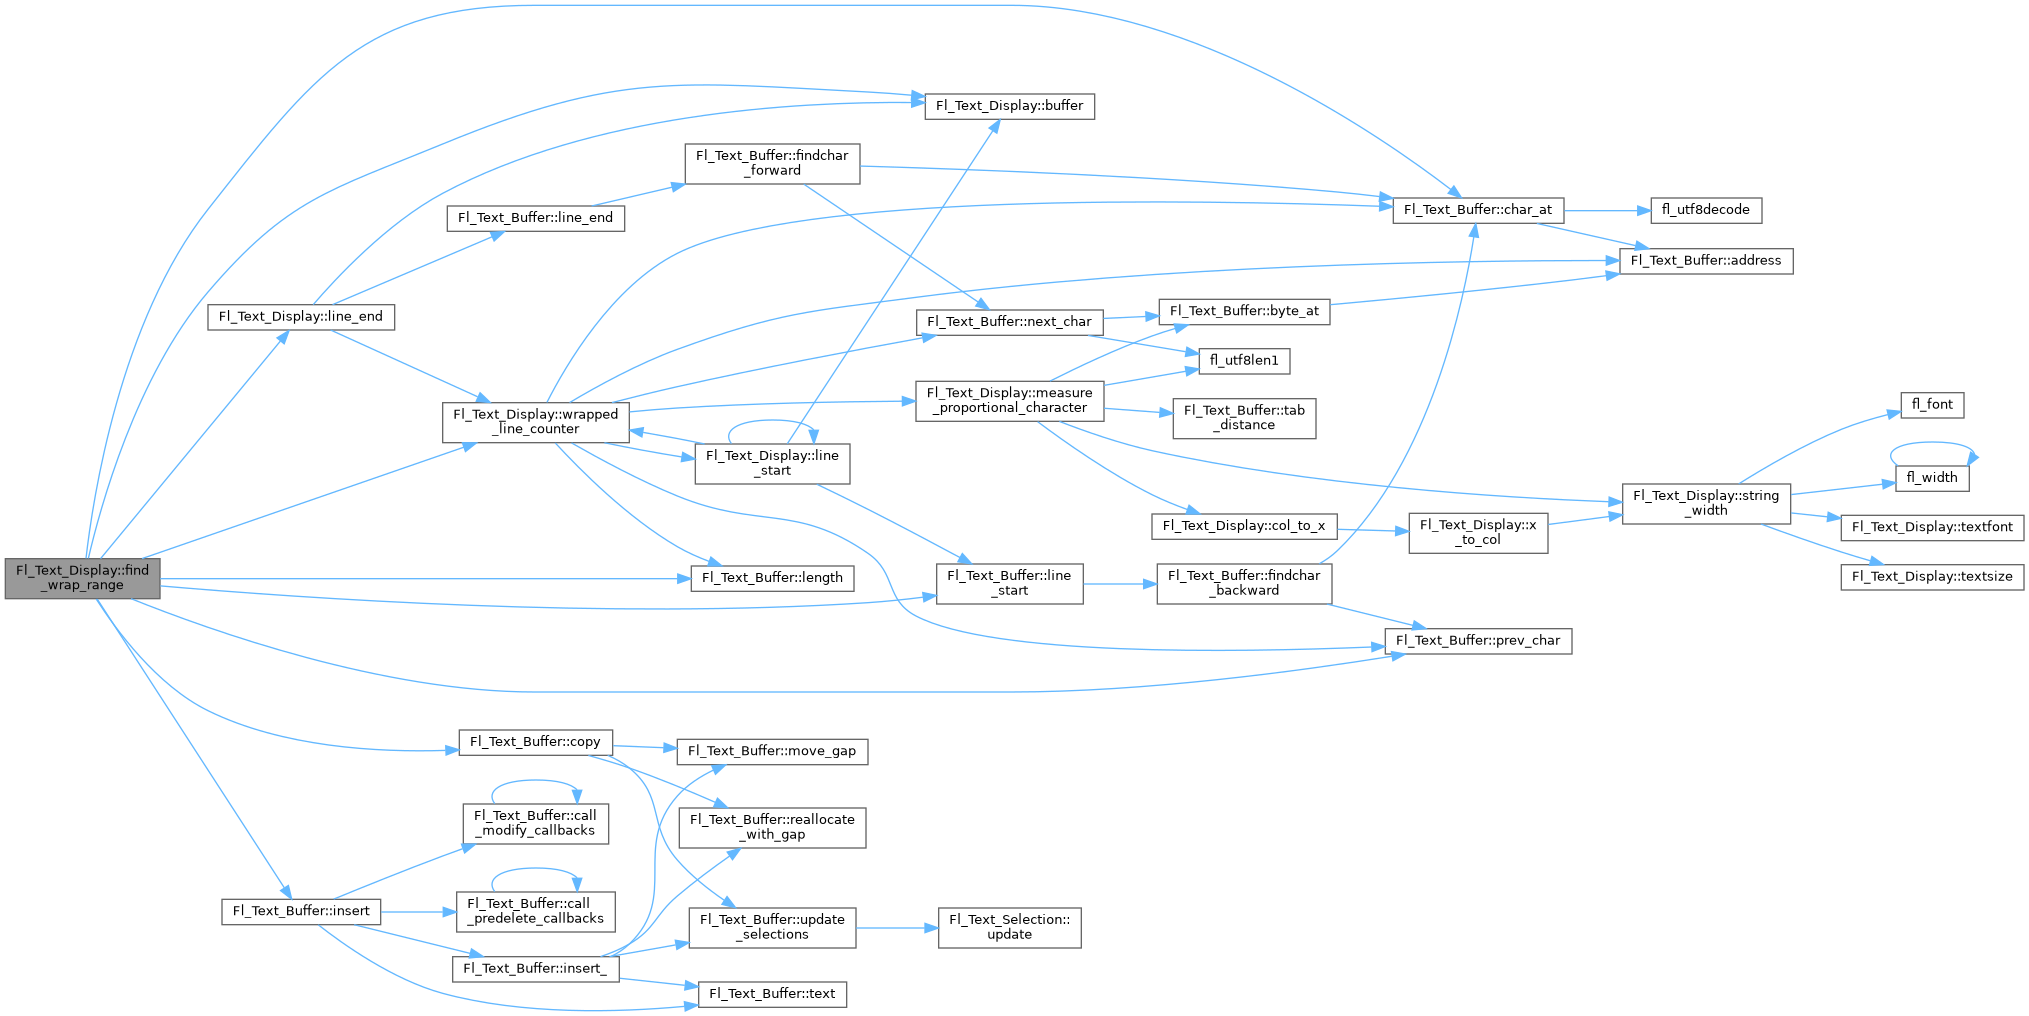 Fl_Text_Display::find
_wrap_range
Fl_Text_Display::line_end
Fl_Text_Buffer::line_end
Fl_Text_Display::wrapped
_line_counter
Fl_Text_Buffer::copy
Fl_Text_Buffer::call
_modify_callbacks
Fl_Text_Buffer::call
_predelete_callbacks
Fl_Text_Buffer::insert
Fl_Text_Buffer::insert_
Fl_Text_Buffer::findchar
_forward
Fl_Text_Display::line
_start
Fl_Text_Buffer::length
Fl_Text_Buffer::move_gap
Fl_Text_Buffer::reallocate
_with_gap
Fl_Text_Buffer::update
_selections
Fl_Text_Buffer::text
Fl_Text_Display::buffer
Fl_Text_Buffer::next_char
Fl_Text_Display::measure
_proportional_character
Fl_Text_Buffer::line
_start
Fl_Text_Selection::
update
Fl_Text_Buffer::byte_at
fl_utf8len1
Fl_Text_Buffer::tab
_distance
Fl_Text_Display::col_to_x
Fl_Text_Buffer::findchar
_backward
Fl_Text_Buffer::char_at
Fl_Text_Display::x
_to_col
Fl_Text_Buffer::prev_char
fl_utf8decode
Fl_Text_Buffer::address
Fl_Text_Display::string
_width
fl_font
fl_width
Fl_Text_Display::textfont
Fl_Text_Display::textsize